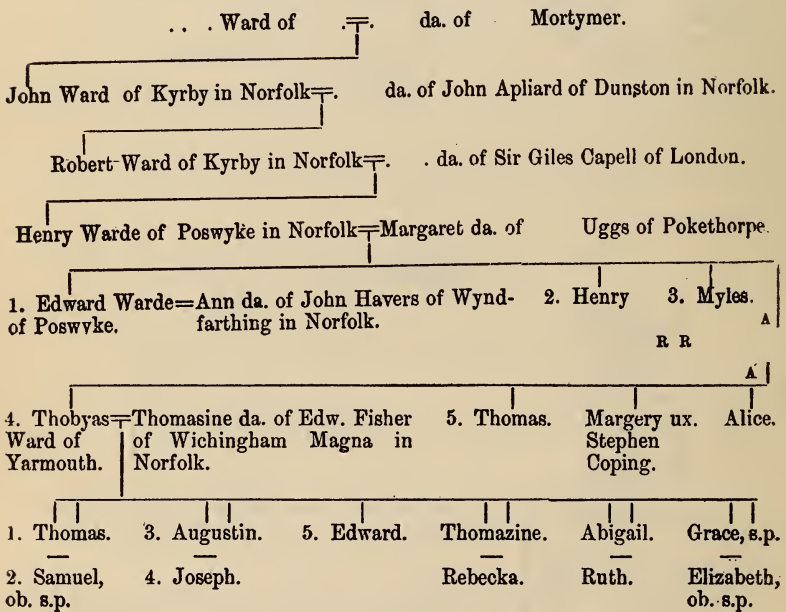 . . . Ward of .=. da. of Mortymer.
John Ward of Kyrby in Norfolk=. da. of John Apliard of Dunston in Norfolk.
Robert Ward of Kyrby in Norfolk=. . da. of Sir Giles Capell of London.
Henry Warde of Poswyke in Norfolk=Margaret da. of Uggs of Pokethorpe.
1. Edward Warde=Ann da. of John Havers of Wynd- 2. Henry 3. Myles.
of Poswyke. farthing in Norfolk. A
R R
A
4. Thobyas=Thomasine da. of Edw. Fisher 5. Thomas. Margery ux. Alice.
Ward of of Wichingham Magna in Stephen
Yarmouth. Norfolk. Coping.
1. Thomas. 3. Augustin. 5. Edward. Thomazine. Abigail. Grace, s.p.
2. Samuel, 4. Joseph. Rebecka. Ruth. Elizabeth,
ob. s.p. ob. s.p.